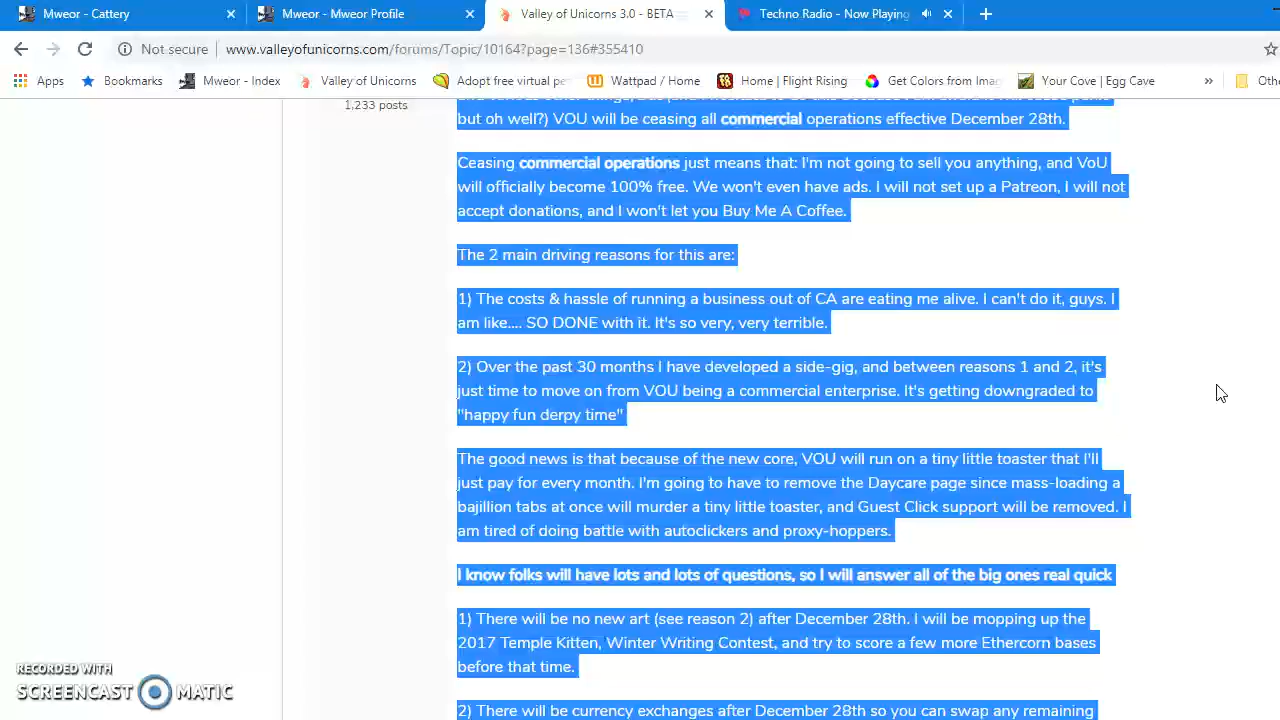 Mweor - Cattery
Mweor - Mweor Profile
Valley of Unicorns 3.0 - BETA
Techno Radio - Now Playing
Not secure
www.valleyofunicorns.com/forums/Topic/10164?page=136#355410
Apps
Bookmarks
Mweor - Index
Valley of Unicorns
Adopt free virtual pe
Wattpad / Home
Home | Flight Rising
Get Colors from Imag
Your Cove | Egg Cave
»
Othe
1,233 posts
but oh well?) VOU will be ceasing all commercial operations effective December 28th.
Ceasing commercial operations just means that: I'm not going to sell you anything, and VoU
will officially become 100% free. We won't even have ads. I will not set up a Patreon, I will not
accept donations, and I won't let you Buy Me A Coffee.
The 2 main driving reasons for this are:
1) The costs & hassle of running a business out of CA are eating me alive. I can't do it, guys. I
am like.... SO DONE with it. It's so very, very terrible.
2) Over the past 30 months I have developed a side-gig, and between reasons 1 and 2, it's
just time to move on from VOU being a commercial enterprise. It's getting downgraded to
"happy fun derpy time"
The good news is that because of the new core, VOU will run on a tiny little toaster that I'll
just pay for every month. I'm going to have to remove the Daycare page since mass-loading a
bajillion tabs at once will murder a tiny little toaster, and Guest Click support will be removed. I
am tired of doing battle with autoclickers and proxy-hoppers.
I know folks will have lots and lots of questions, so I will answer all of the big ones real quick
1) There will be no new art (see reason 2) after December 28th. I will be mopping up the
2017 Temple Kitten, Winter Writing Contest, and try to score a few more Ethercorn bases
before that time.
2) There will be currency exchanges after December 28th so you can swap any remaining
RECORDED WITH
SCREENCAST MATIC